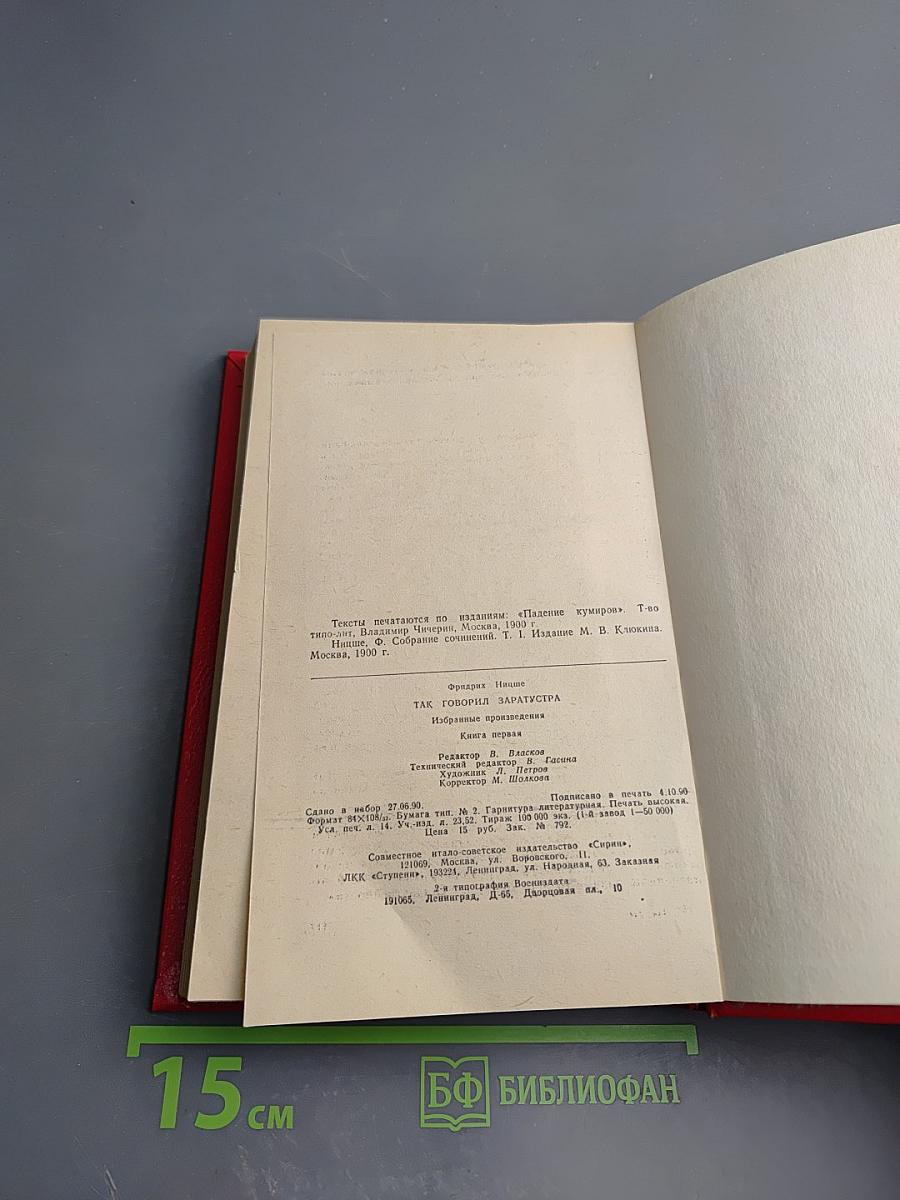 Тексты печатаются по изданиям: «Падение кумиров». Т-во
типо-лит, Владимир Чичерин, Москва, 1900 г.
Ницше, Ф. Собрание сочинений. Т. I. Издание М. В. Клюкина.
Москва, 1900 г.
Фридрих Ницше
ТАК ГОВОРИЛ ЗАРАТУСТРА
Избранные произведения
Книга первая
Редактор В. Власков
Технический редактор В. Гасина
Художник Л. Петров
Корректор М. Шолкова
Сдано в набор 27.06.90. Подписано в печать 4.10.90
Формат 84×108/32. Бумага тип. № 2. Гарнитура литературная. Печать высокая.
Усл. печ. л. 14. Уч.-изд. л. 23,52. Тираж 100 000 экз. (1-й завод 1—50 000)
Цена 15 руб. Зак. № 792.
Совместное итало-советское издательство «Сирин»,
121069, Москва, ул. Воровского, 11.
ЛКК «Ступени», 193224, Ленинград, ул. Народная, 63. Заказная
2-я типография Воениздата
191065, Ленинград, Д-65, Дворцовая пл., 10
15 см
БФ БИБЛИОФАН